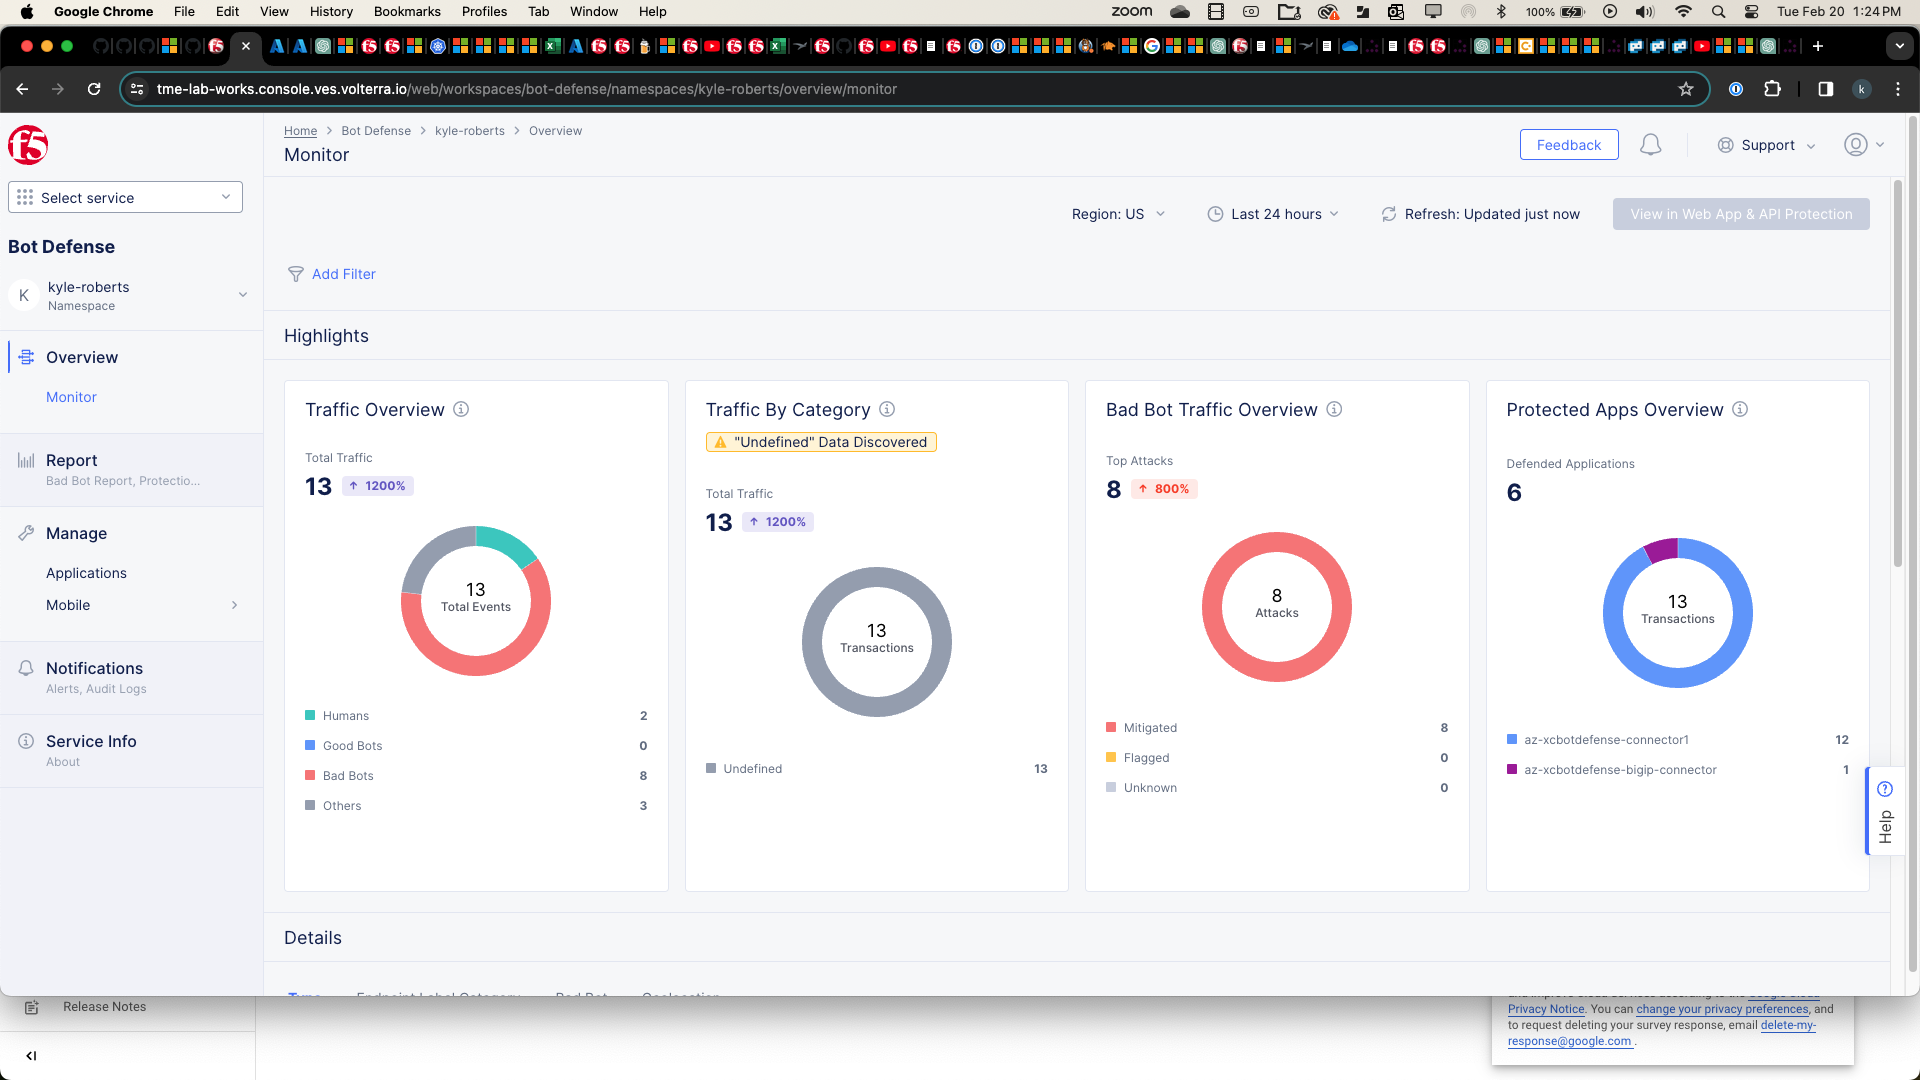 Google Chrome File Edit View History Bookmarks Profiles Tab Window Help zoom 100% Tue Feb 20 1:24 PM
tme-lab-works.console.ves.volterra.io/web/workspaces/bot-defense/namespaces/kyle-roberts/overview/monitor k
f5
Home Bot Defense kyle-roberts Overview
Monitor
Feedback
Support
Select service
Region: US
Last 24 hours
Refresh: Updated just now
View in Web App & API Protection
Bot Defense
K
kyle-roberts
Namespace
Add Filter
Overview
Monitor
Report
Bad Bot Report, Protectio...
Manage
Applications
Mobile
Notifications
Alerts, Audit Logs
Service Info
About
Highlights
Traffic Overview
Total Traffic
13 1200%
13
Total Events
Humans 2
Good Bots 0
Bad Bots 8
Others 3
Traffic By Category
"Undefined" Data Discovered
Total Traffic
13 1200%
13
Transactions
Undefined 13
Bad Bot Traffic Overview
Top Attacks
8 800%
8
Attacks
Mitigated 8
Flagged 0
Unknown 0
Protected Apps Overview
Defended Applications
6
13
Transactions
az-xcbotdefense-connector1 12
az-xcbotdefense-bigip-connector 1
Help
Details
Type Endpoint Label Category Bad Bot Geolocation
Release Notes
Privacy Notice. You can change your privacy preferences, and
to request deleting your survey response, email delete-my-
response@google.com .